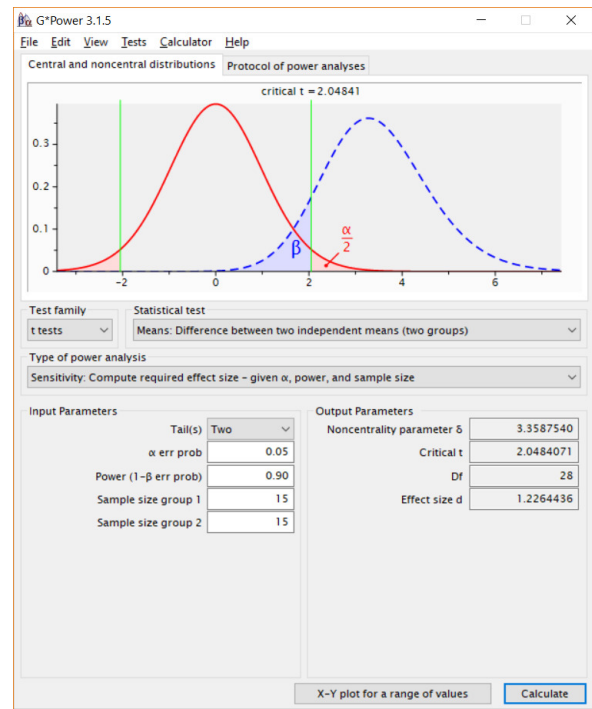 βα G*Power 3.1.5
File Edit View Tests Calculator Help
Central and noncentral distributions Protocol of power analyses
critical t = 2.04841
0.3
0.2
0.1
0
-2 0 2 4 6
β
α
2
Test family Statistical test
t tests Means: Difference between two independent means (two groups)
Type of power analysis
Sensitivity: Compute required effect size – given α, power, and sample size
Input Parameters Output Parameters
Tail(s) Two Noncentrality parameter δ 3.3587540
α err prob 0.05 Critical t 2.0484071
Power (1-β err prob) 0.90 Df 28
Sample size group 1 15 Effect size d 1.2264436
Sample size group 2 15
X-Y plot for a range of values Calculate